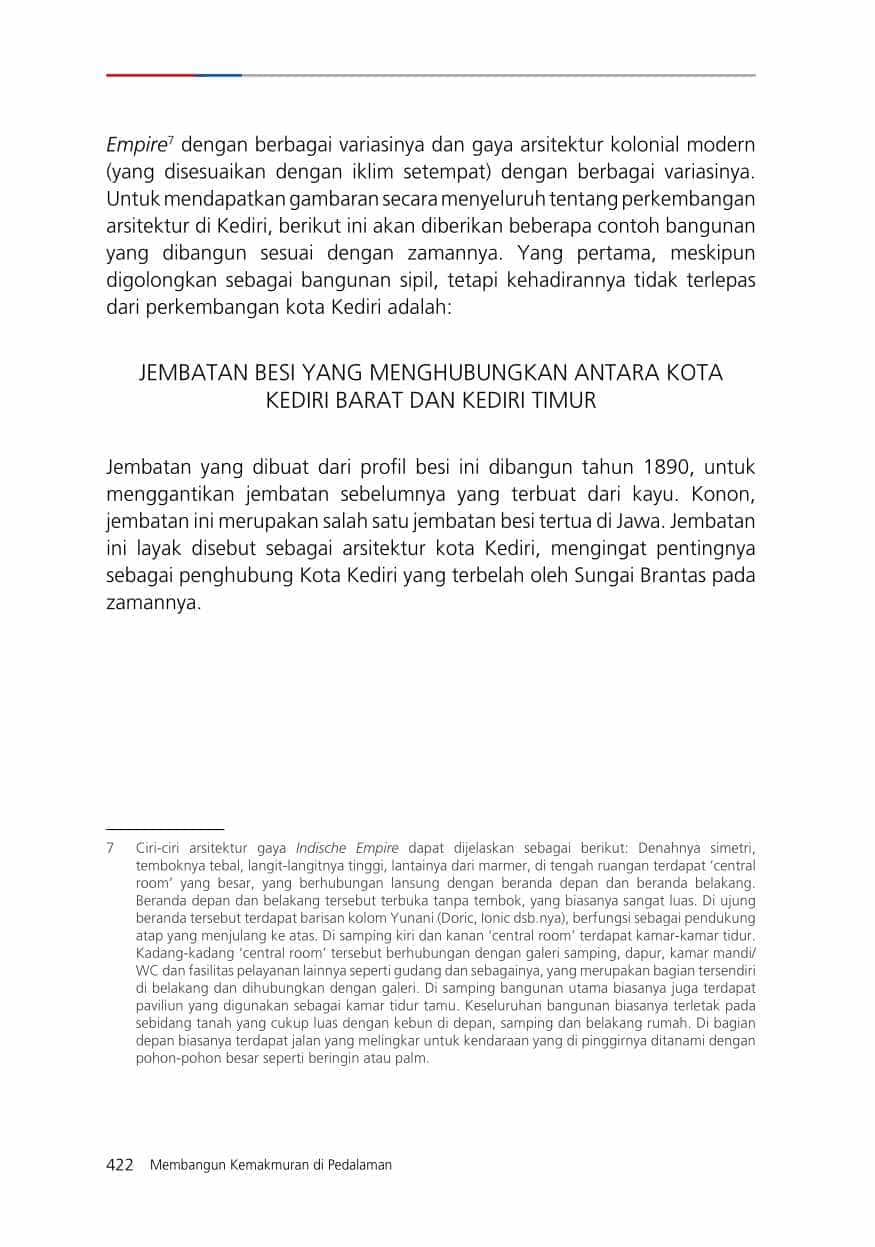 Empire7 dengan berbagai variasinya dan gaya arsitektur kolonial modern
(yang disesuaikan dengan iklim setempat) dengan berbagai variasinya.
Untuk mendapatkan gambaran secara menyeluruh tentang perkembangan
arsitektur di Kediri, berikut ini akan diberikan beberapa contoh bangunan
yang dibangun sesuai dengan zamannya. Yang pertama, meskipun
digolongkan sebagai bangunan sipil, tetapi kehadirannya tidak terlepas
dari perkembangan kota Kediri adalah:
JEMBATAN BESI YANG MENGHUBUNGKAN ANTARA KOTA
KEDIRI BARAT DAN KEDIRI TIMUR
Jembatan yang dibuat dari profil besi ini dibangun tahun 1890, untuk
menggantikan jembatan sebelumnya yang terbuat dari kayu. Konon,
jembatan ini merupakan salah satu jembatan besi tertua di Jawa. Jembatan
ini layak disebut sebagai arsitektur kota Kediri, mengingat pentingnya
sebagai penghubung Kota Kediri yang terbelah oleh Sungai Brantas pada
zamannya.
7 Ciri-ciri arsitektur gaya Indische Empire dapat dijelaskan sebagai berikut: Denahnya simetri,
temboknya tebal, langit-langitnya tinggi, lantainya dari marmer, di tengah ruangan terdapat ‘central
room’ yang besar, yang berhubungan lansung dengan beranda depan dan beranda belakang.
Beranda depan dan belakang tersebut terbuka tanpa tembok, yang biasanya sangat luas. Di ujung
beranda tersebut terdapat barisan kolom Yunani (Doric, Ionic dsb.nya), berfungsi sebagai pendukung
atap yang menjulang ke atas. Di samping kiri dan kanan ‘central room’ terdapat kamar-kamar tidur.
Kadang-kadang ‘central room’ tersebut berhubungan dengan galeri samping, dapur, kamar mandi/
WC dan fasilitas pelayanan lainnya seperti gudang dan sebagainya, yang merupakan bagian tersendiri
di belakang dan dihubungkan dengan galeri. Di samping bangunan utama biasanya juga terdapat
paviliun yang digunakan sebagai kamar tidur tamu. Keseluruhan bangunan biasanya terletak pada
sebidang tanah yang cukup luas dengan kebun di depan, samping dan belakang rumah. Di bagian
depan biasanya terdapat jalan yang melingkar untuk kendaraan yang di pinggirnya ditanami dengan
pohon-pohon besar seperti beringin atau palm.
422 Membangun Kemakmuran di Pedalaman